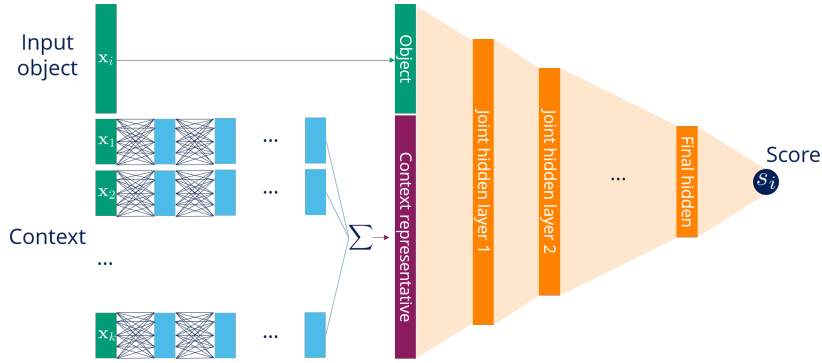 Input
object
x_i
Object
x_1
...
x_2
...
Context
...
x_k
...
∑
Context representative
Joint hidden layer 1
Joint hidden layer 2
...
Final hidden
Score
s_i